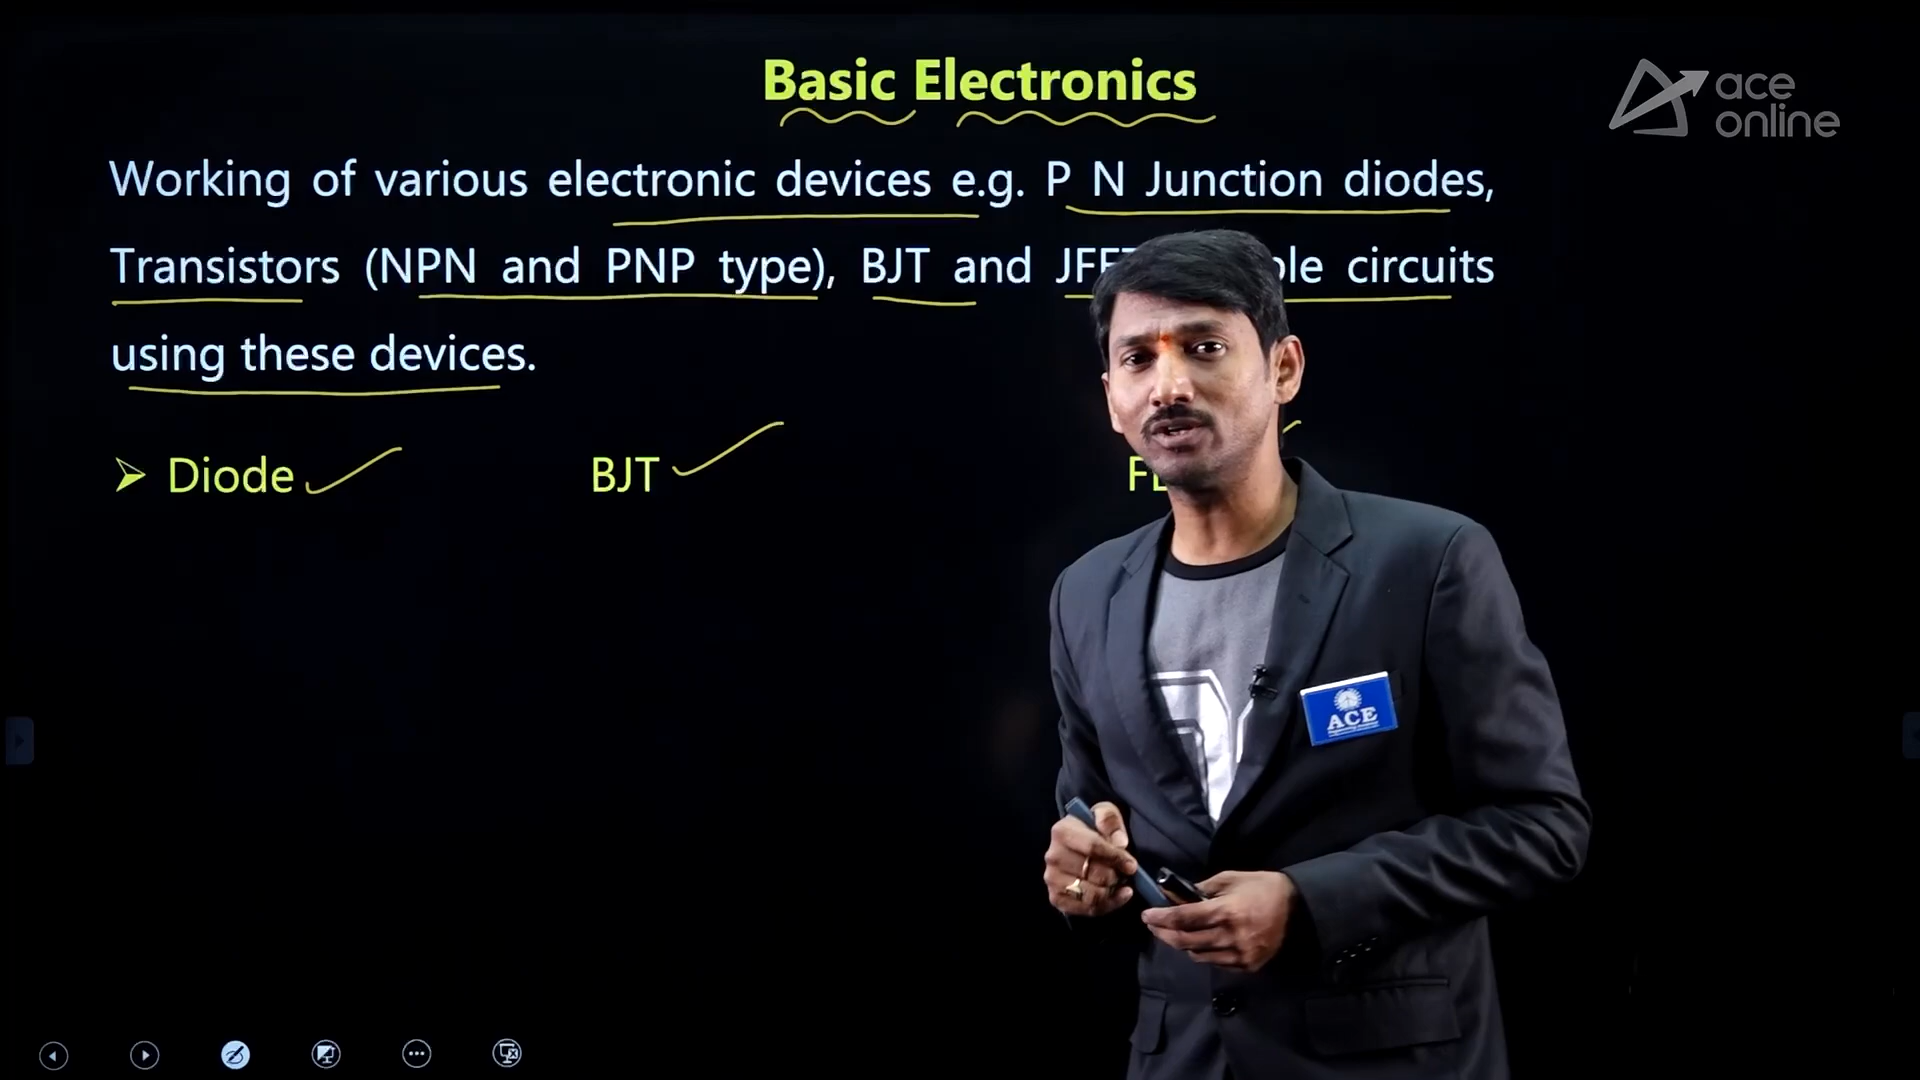 Basic Electronics
ace
online
Working of various electronic devices e.g. P N Junction diodes,
Transistors (NPN and PNP type), BJT and circuits
using these devices.
➢ Diode BJT
ACE